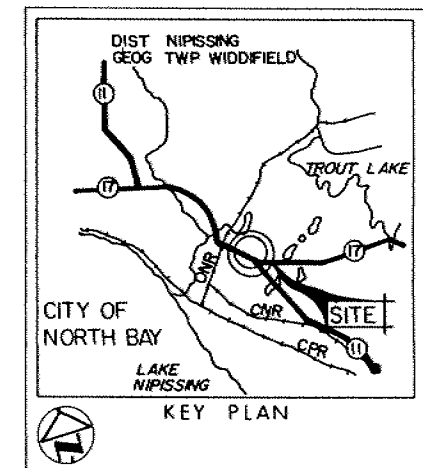 DIST NIPISSING
GEOG TWP WIDDIFIELD
11
TROUT LAKE
17
17
CNR
CITY OF
NORTH BAY
CNR
SITE
CPR
11
LAKE
NIPISSING
KEY PLAN
N